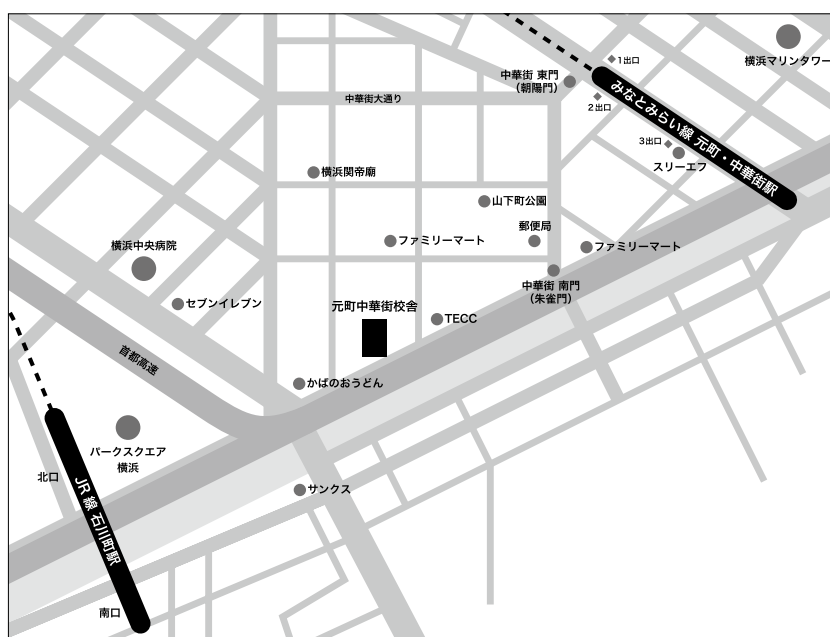 1出口
横浜マリンタワー
中華街 東門
(朝陽門)
2出口
みなとみらい線 元町・中華街駅
中華街大通り
3出口
スリーエフ
横浜関帝廟
山下町公園
郵便局
横浜中央病院
ファミリーマート
ファミリーマート
中華街 南門
(朱雀門)
セブンイレブン
元町中華街校舎
TECC
首都高速
かばのおうどん
パークスクエア
横浜
北口
JR 線 石川町駅
サンクス
南口